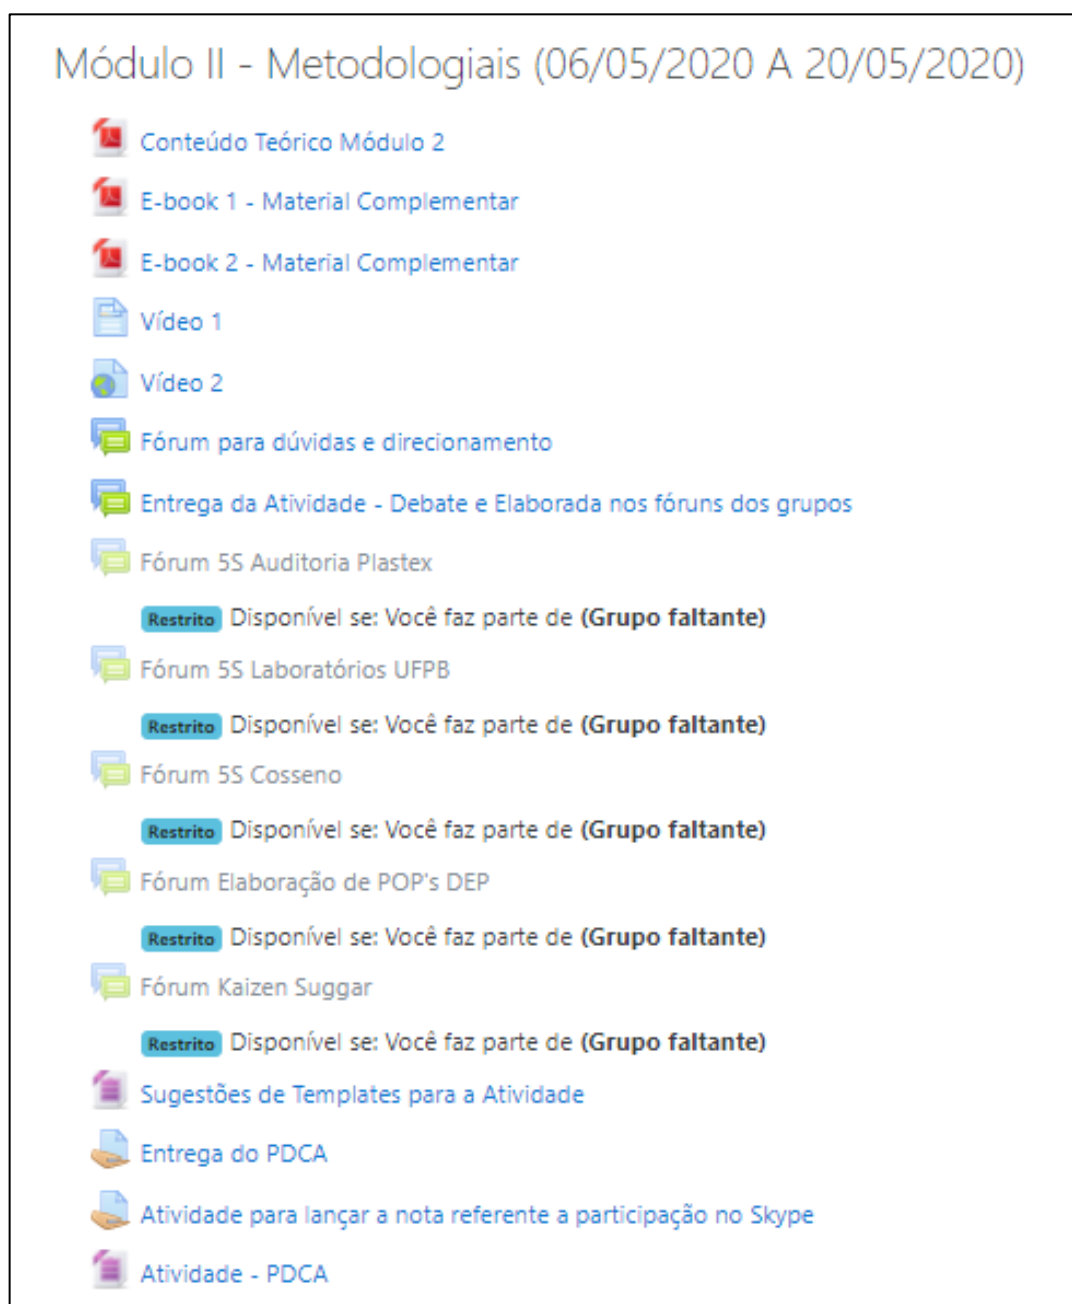 Módulo II - Metodologiais (06/05/2020 A 20/05/2020)
Conteúdo Teórico Módulo 2
E-book 1 - Material Complementar
E-book 2 - Material Complementar
Vídeo 1
Vídeo 2
Fórum para dúvidas e direcionamento
Entrega da Atividade - Debate e Elaborada nos fóruns dos grupos
Fórum 5S Auditoria Plastex
Restrito Disponível se: Você faz parte de (Grupo faltante)
Fórum 5S Laboratórios UFPB
Restrito Disponível se: Você faz parte de (Grupo faltante)
Fórum 5S Cosseno
Restrito Disponível se: Você faz parte de (Grupo faltante)
Fórum Elaboração de POP's DEP
Restrito Disponível se: Você faz parte de (Grupo faltante)
Fórum Kaizen Suggar
Restrito Disponível se: Você faz parte de (Grupo faltante)
Sugestões de Templates para a Atividade
Entrega do PDCA
Atividade para lançar a nota referente a participação no Skype
Atividade - PDCA